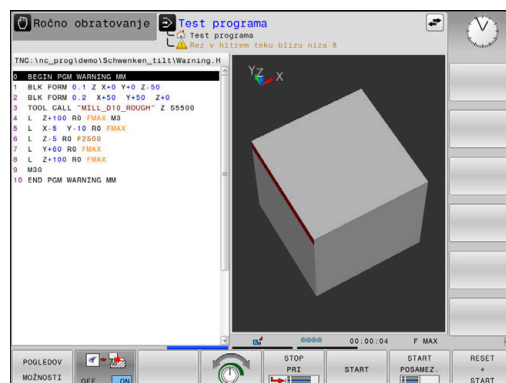 Ročno obratovanje
Test programa
Test programa
Rez v hitrem teku blizu niza 8
TNC:\nc_prog\demo\Schwenken_tilt\Warning.H
0 BEGIN PGM WARNING MM
1 BLK FORM 0.1 Z X+0 Y+0 Z-50
2 BLK FORM 0.2 X+50 Y+50 Z+0
3 TOOL CALL "MILL_D10_ROUGH" Z S5500
4 L Z+100 R0 FMAX M3
5 L X-5 Y-10 R0 FMAX
6 L Z-5 R0 F2500
7 L Y+60 R0 FMAX
8 L Z+100 R0 FMAX
9 M30
10 END PGM WARNING MM
Y Z X
00:00:04 F MAX
POGLEDOV
MOŽNOSTI
OFF ON
STOP
PRI
START
START
POSAMEZ.
RESET
+
START